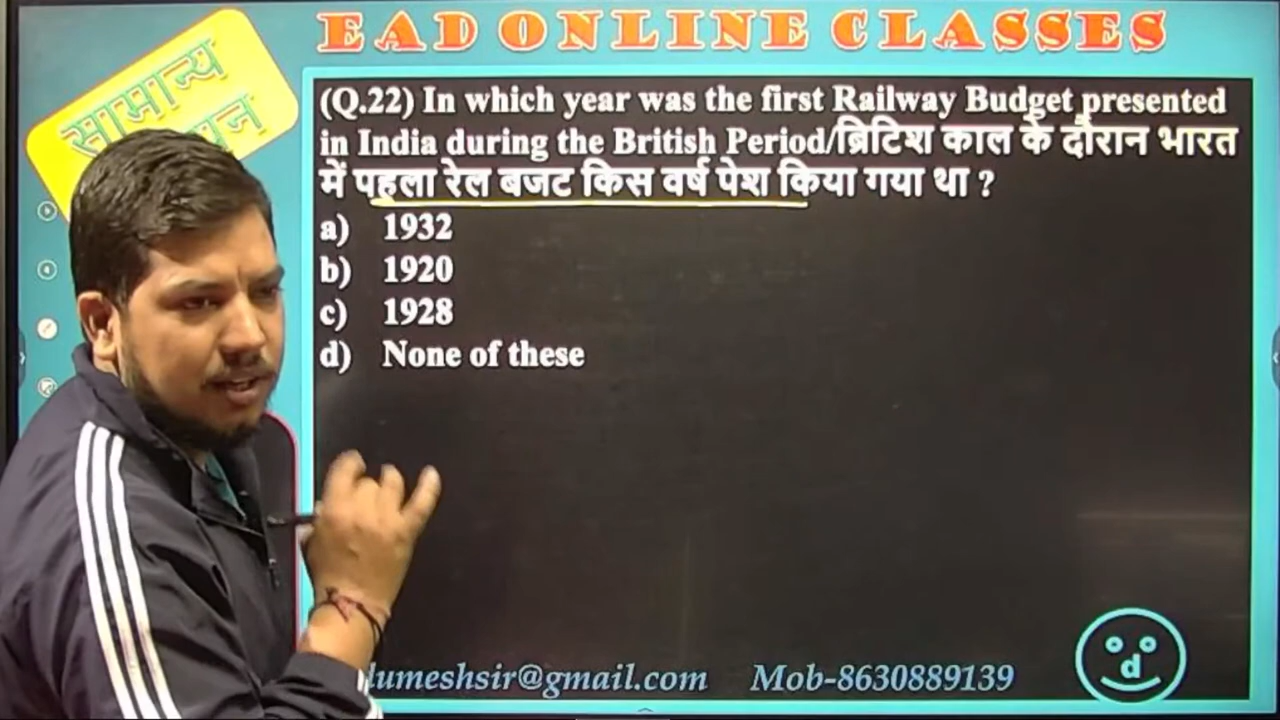 EAD ONLINE CLASSES
सामान्य
(Q.22) In which year was the first Railway Budget presented
in India during the British Period/ब्रिटिश काल के दौरान भारत
में पहला रेल बजट किस वर्ष पेश किया गया था ?
a) 1932
b) 1920
c) 1928
d) None of these
umeshsir@gmail.com Mob-8630889139
d